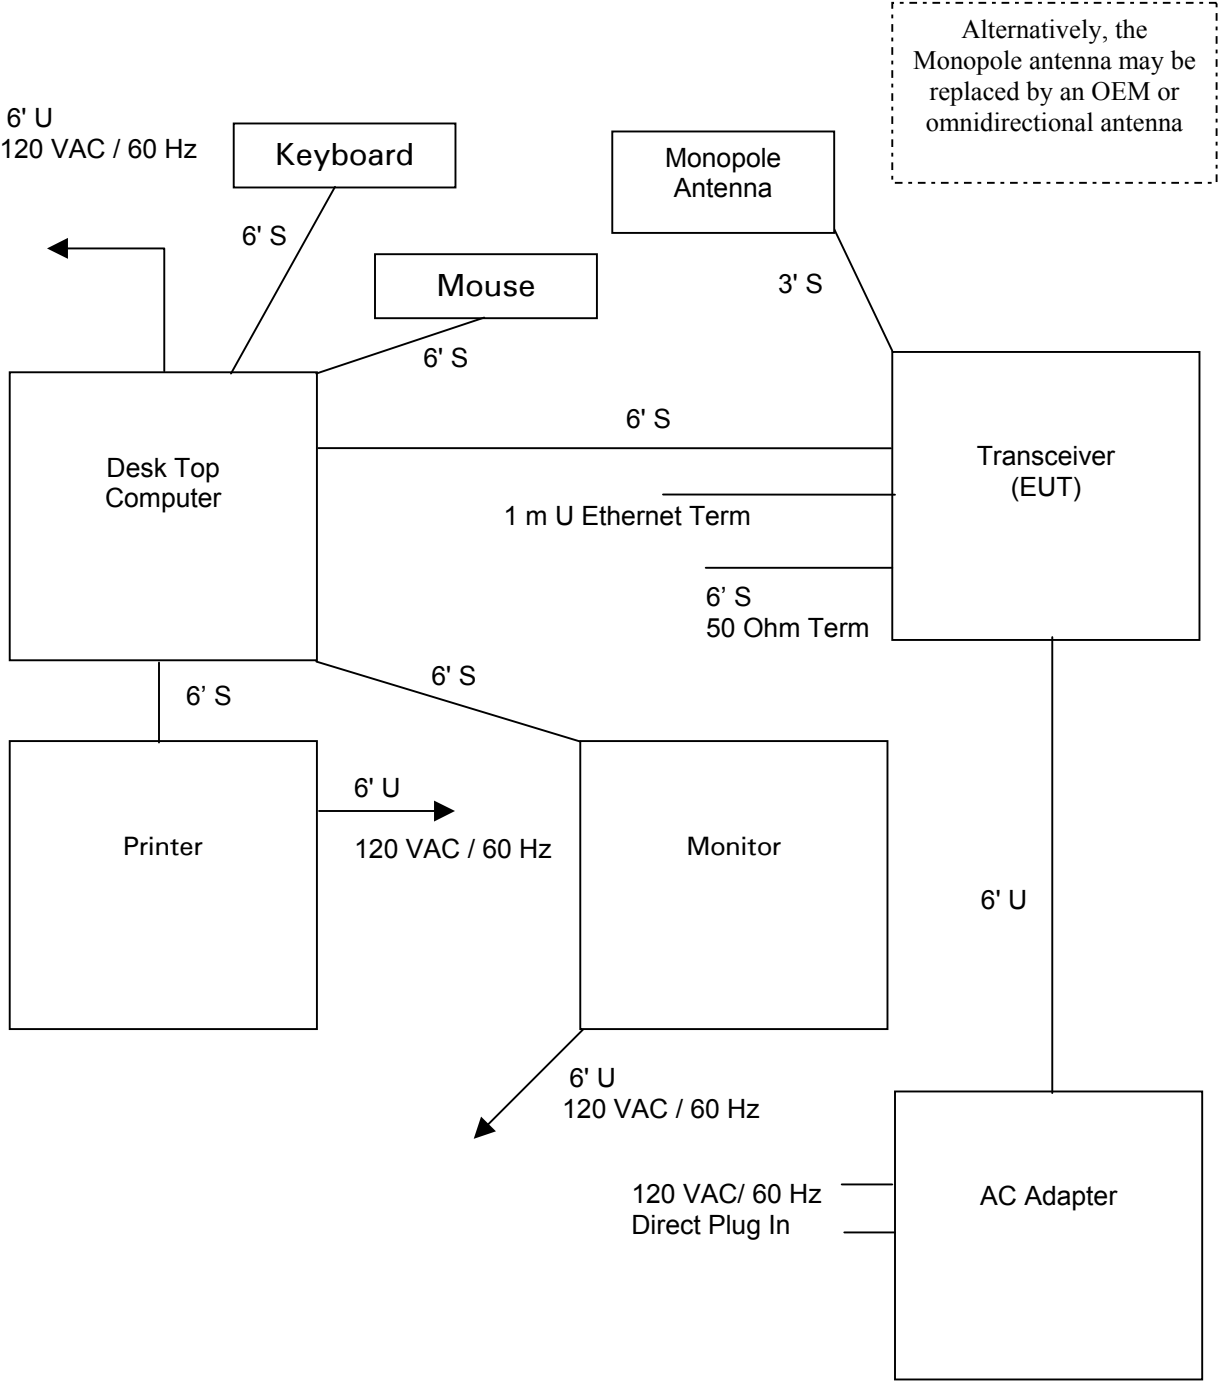 Alternatively, the
Monopole antenna may be
replaced by an OEM or
omnidirectional antenna
6' U
120 VAC / 60 Hz
Keyboard
Monopole
Antenna
6' S
Mouse
3' S
6' S
6' S
Desk Top
Computer
Transceiver
(EUT)
1 m U Ethernet Term
6’ S
50 Ohm Term
6' S
6’ S
6' U
120 VAC / 60 Hz
Printer
Monitor
6' U
6' U
120 VAC / 60 Hz
120 VAC/ 60 Hz
Direct Plug In
AC Adapter